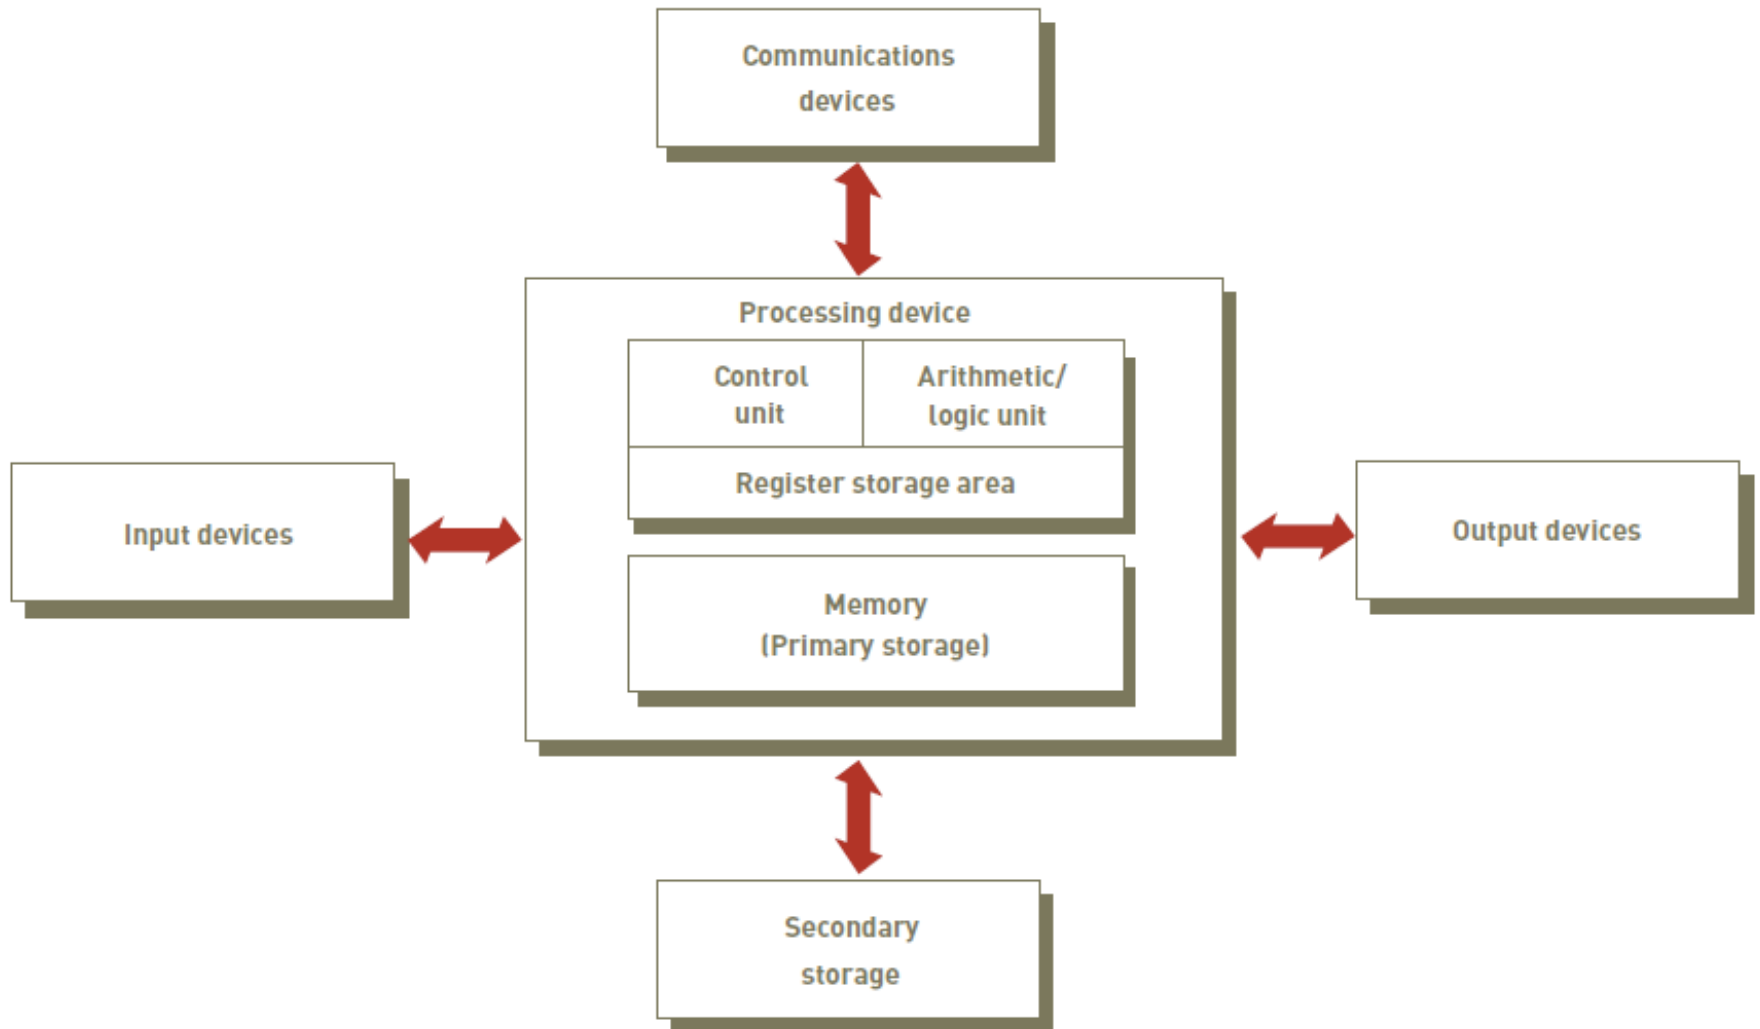 Communications
devices
Processing device
Control
unit
Arithmetic/
logic unit
Register storage area
Input devices
Output devices
Memory
(Primary storage)
Secondary
storage